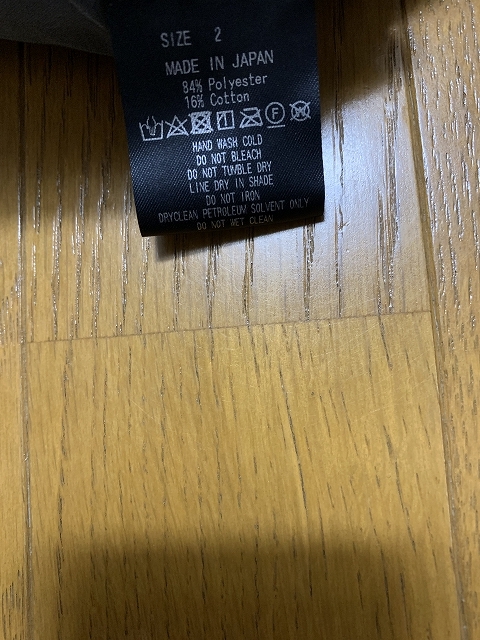 SIZE 2
MADE IN JAPAN
84% Polyester
16% Cotton
HAND WASH COLD
DO NOT BLEACH
DO NOT TUMBLE DRY
LINE DRY IN SHADE
DO NOT IRON
DRYCLEAN PETROLEUM SOLVENT ONLY
DO NOT WET CLEAN